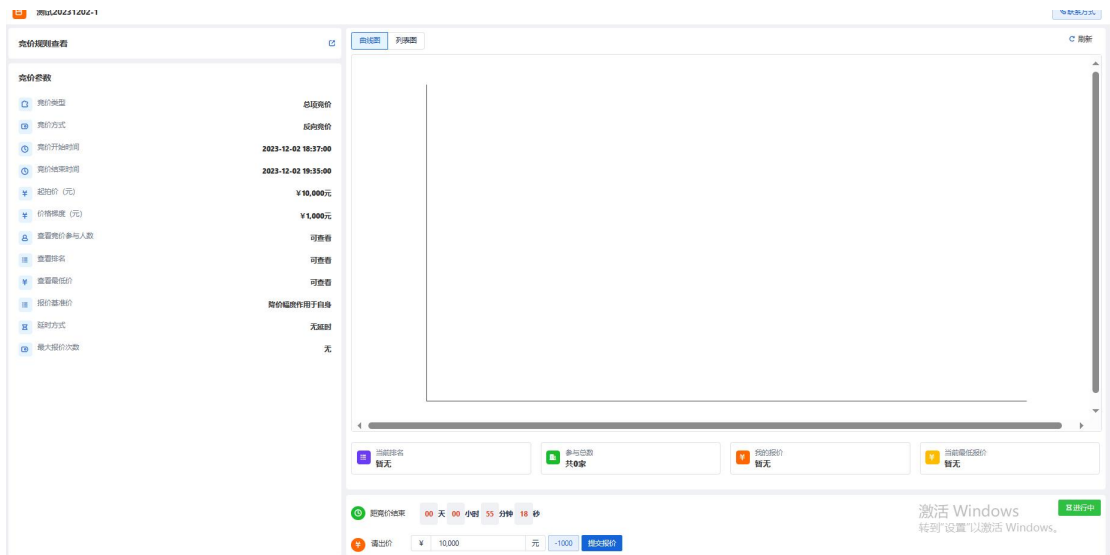 测试20231202-1
联系方式
竞价规则查看
竞价参数
竞价类型 总项竞价
竞价方式 反向竞价
竞价开始时间 2023-12-02 18:37:00
竞价结束时间 2023-12-02 19:35:00
起拍价（元） ￥10,000元
价格梯度（元） ￥1,000元
查看竞价参与人数 可查看
查看排名 可查看
查看最低价 可查看
报价基准价 降价幅度作用于自身
延时方式 无延时
最大报价次数 无
曲线图 列表图 刷新
当前排名 暂无
参与总数 共0家
我的报价 暂无
当前最低报价 暂无
距竞价结束 00 天 00 小时 55 分钟 18 秒
进行中
请出价 ￥ 10,000 元 -1000 提交报价
激活 Windows
转到"设置"以激活 Windows。